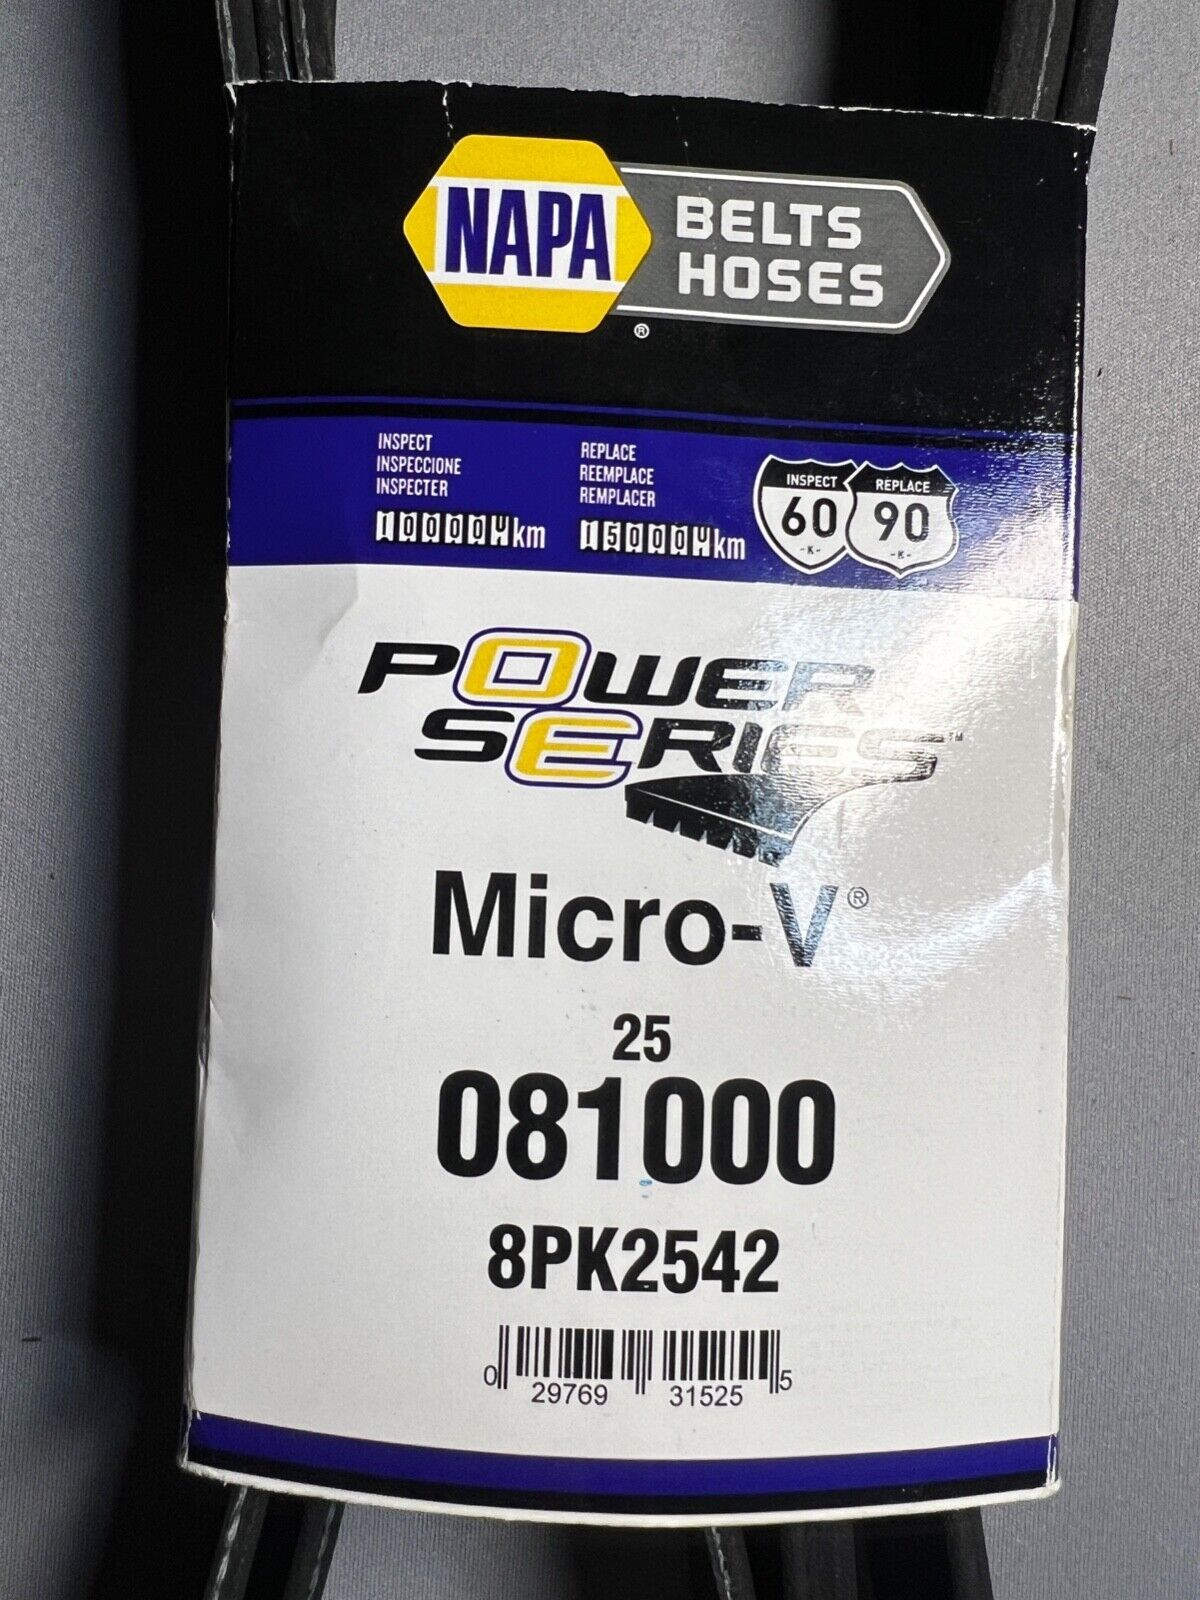 NAPA
BELTS
HOSES
®
INSPECT
INSPECCIONE
INSPECTER
100000km
REPLACE
REEMPLACE
REMPLACER
150000km
INSPECT
60
-K-
REPLACE
90
-K-
POWER
SERIES™
Micro-V®
25
081000
8PK2542
0 29769 31525 5